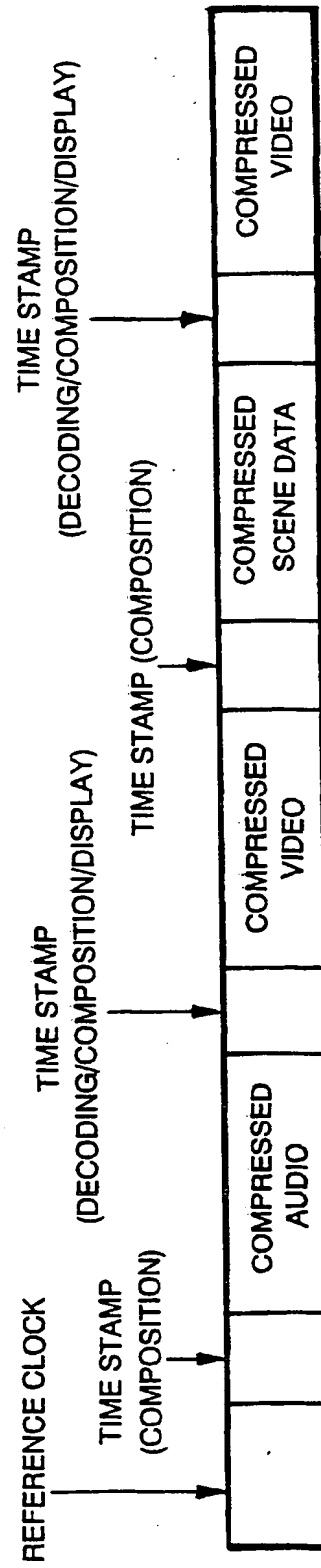 REFERENCE CLOCK
TIME STAMP
(COMPOSITION)
TIME STAMP
(DECODING/COMPOSITION/DISPLAY)
TIME STAMP (COMPOSITION)
TIME STAMP
(DECODING/COMPOSITION/DISPLAY)
COMPRESSED
AUDIO
COMPRESSED
VIDEO
COMPRESSED
SCENE DATA
COMPRESSED
VIDEO